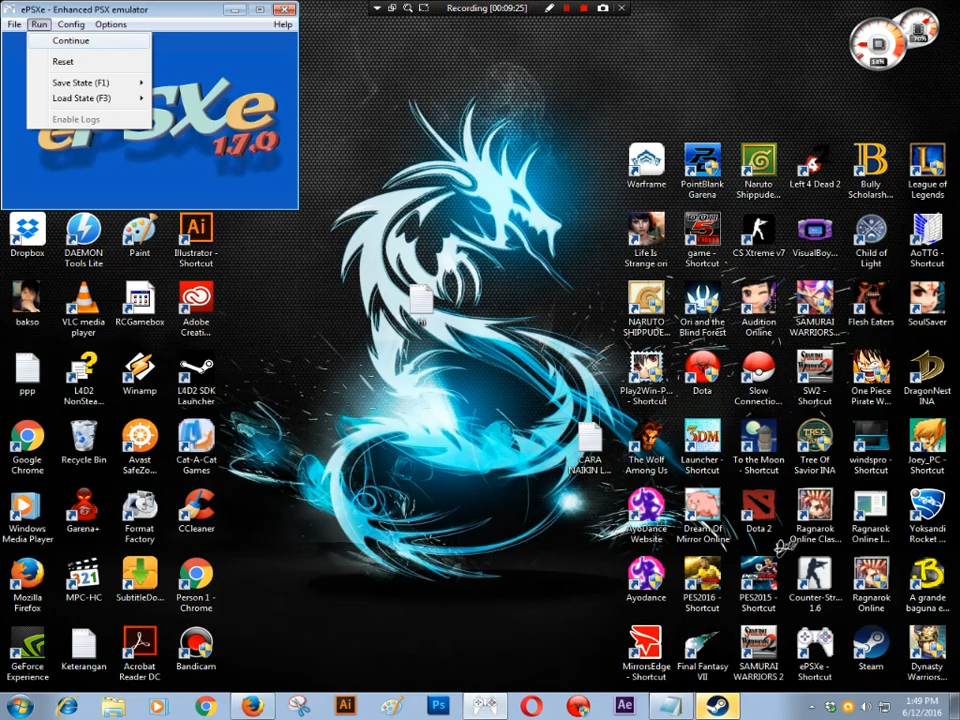 ePSXe - Enhanced PSX emulator
File Run Config Options Help
Continue
Reset
Save State (F1)
Load State (F3)
Enable Logs
ePSXe
1.7.0
Recording [00:09:25]
14%
70%
Warframe
PointBlank
Garena
Naruto
Shippude...
Left 4 Dead 2
Bully
Scholarsh...
League of
Legends
Dropbox
DAEMON
Tools Lite
Paint
Illustrator -
Shortcut
Life Is
Strange ori
game -
Shortcut
CS Xtreme v7
VisualBoy...
Child of
Light
AoTTG -
Shortcut
bakso
VLC media
player
RCGamebox
Adobe
Creati...
NARUTO
SHIPPUDE...
Ori and the
Blind Forest
Audition
Online
SAMURAI
WARRIORS...
Flesh Eaters
SoulSaver
ppp
L4D2
NonStea...
Winamp
L4D2 SDK
Launcher
Play2Win-P...
- Shortcut
Dota
Slow
Connectio...
SW2 -
Shortcut
One Piece
Pirate W...
DragonNest
INA
Google
Chrome
Recycle Bin
Avast
SafeZo...
Cat-A-Cat
Games
CARA
NAIKIN L...
The Wolf
Among Us
Launcher -
Shortcut
To the Moon
- Shortcut
Tree Of
Savior INA
windspro -
Shortcut
Joey_PC -
Shortcut
Windows
Media Player
Garena+
Format
Factory
CCleaner
AyoDance
Website
Dream Of
Mirror Online
Dota 2
Ragnarok
Online Clas...
Ragnarok
Online I...
Yoksandi
Rocket ...
Mozilla
Firefox
MPC-HC
SubtitleDo...
Person 1 -
Chrome
Ayodance
PES2016 -
Shortcut
PES2015 -
Shortcut
Counter-Str...
1.6
Ragnarok
Online
A grande
baguna e...
GeForce
Experience
Keterangan
Acrobat
Reader DC
Bandicam
MirrorsEdge
- Shortcut
Final Fantasy
VII
SAMURAI
WARRIORS 2
ePSXe -
Shortcut
Steam
Dynasty
Warriors...
1:49 PM
6/12/2016